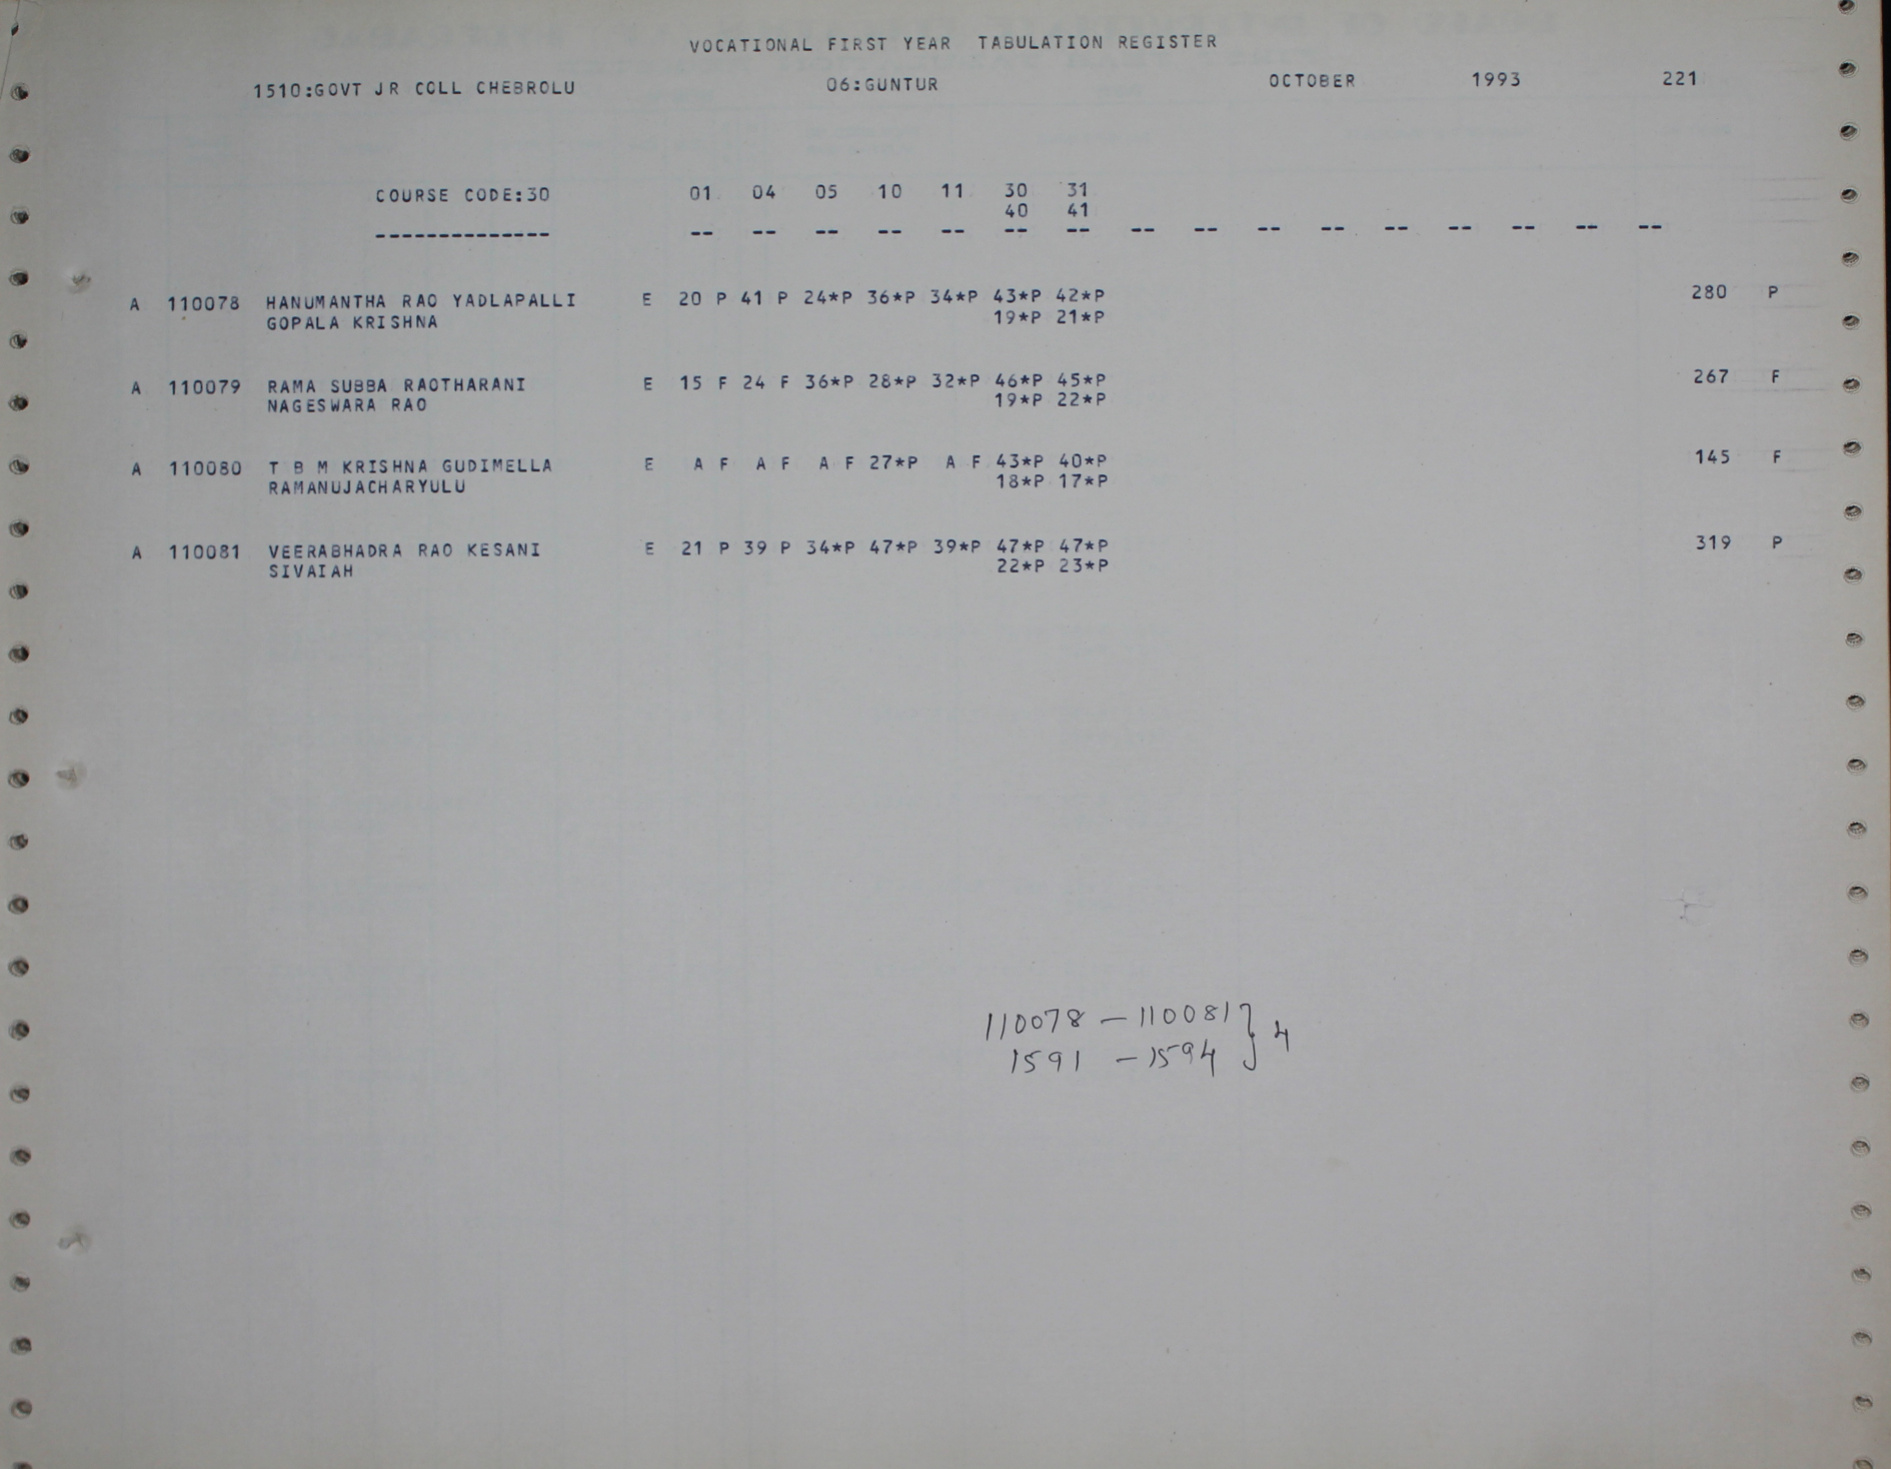 VOCATIONAL FIRST YEAR TABULATION REGISTER
1510:GOVT JR COLL CHEBROLU 06:GUNTUR OCTOBER 1993 221
COURSE CODE:30 01 04 05 10 11 30 31
40 41
-------------- -- -- -- -- -- -- -- -- -- -- -- -- -- -- -- --
A 110078 HANUMANTHA RAO YADLAPALLI E 20 P 41 P 24*P 36*P 34*P 43*P 42*P 280 P
GOPALA KRISHNA 19*P 21*P
A 110079 RAMA SUBBA RAOTHARANI E 15 F 24 F 36*P 28*P 32*P 46*P 45*P 267 F
NAGESWARA RAO 19*P 22*P
A 110080 T B M KRISHNA GUDIMELLA E A F A F A F 27*P A F 43*P 40*P 145 F
RAMANUJACHARYULU 18*P 17*P
A 110081 VEERABHADRA RAO KESANI E 21 P 39 P 34*P 47*P 39*P 47*P 47*P 319 P
SIVAIAH 22*P 23*P
110078 — 110081 } 4
1591 — 1594